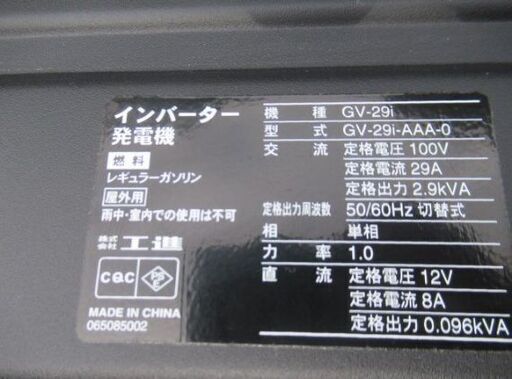 インバーター
発電機
燃料
レギュラーガソリン
屋外用
雨中・室内での使用は不可
株式会社 工進
cec PSE
MADE IN CHINA
065085002
機 種 GV-29i
型 式 GV-29i-AAA-0
交 流 定格電圧 100V
定格電流 29A
定格出力 2.9kVA
定格出力周波数 50/60Hz 切替式
相 単相
力 率 1.0
直 流 定格電圧 12V
定格電流 8A
定格出力 0.096kVA